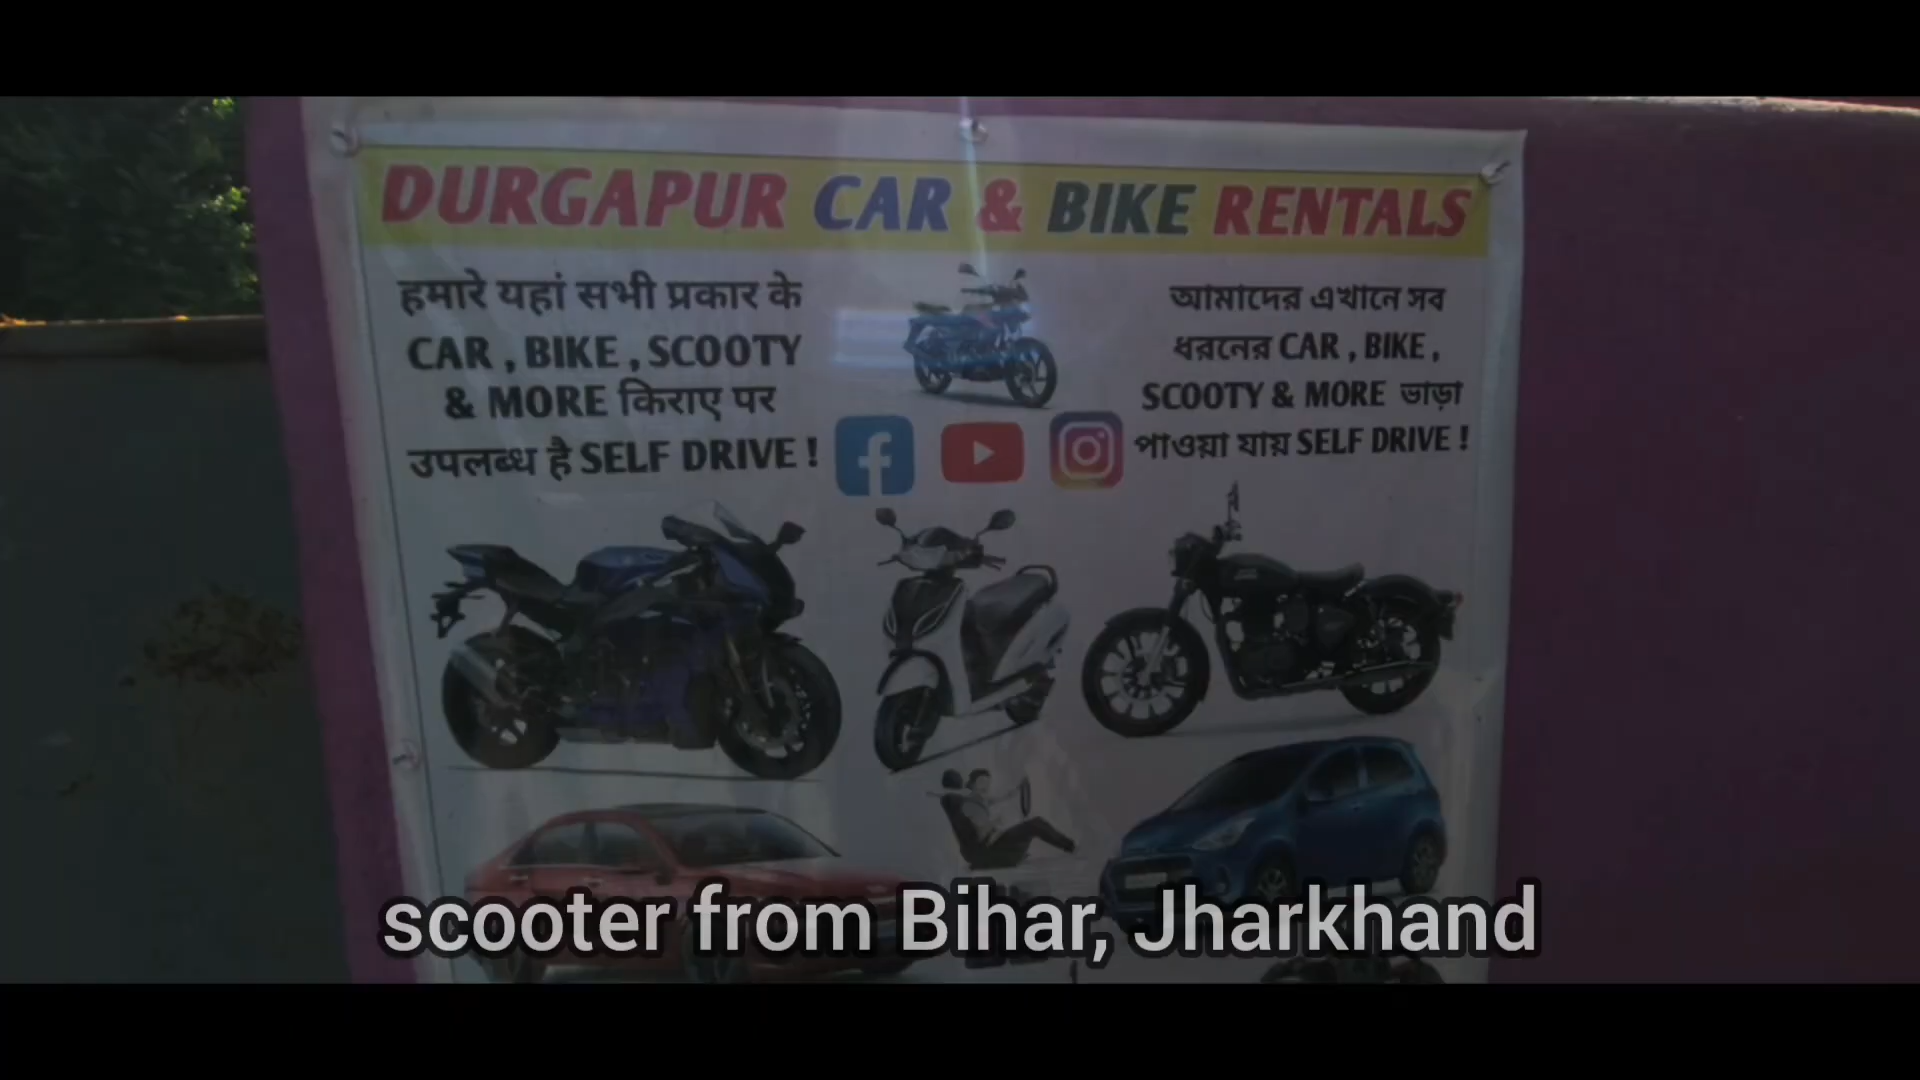 DURGAPUR CAR & BIKE RENTALS
हमारे यहां सभी प्रकार के
CAR , BIKE , SCOOTY
& MORE किराए पर
उपलब्ध है SELF DRIVE !
আমাদের এখানে সব
ধরনের CAR , BIKE ,
SCOOTY & MORE ভাড়া
পাওয়া যায় SELF DRIVE !
scooter from Bihar, Jharkhand